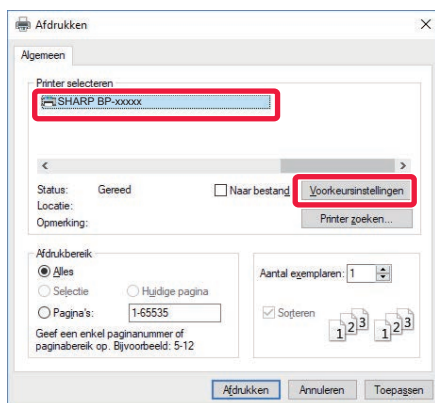 Afdrukken
Algemeen
Printer selecteren
SHARP BP-xxxxx
Status: Gereed
Naar bestand
Voorkeursinstellingen
Locatie:
Opmerking:
Printer zoeken...
Afdrukbereik
Alles
Selectie
Huidige pagina
Pagina's: 1-65535
Geef een enkel paginanummer of
paginabereik op. Bijvoorbeeld: 5-12
Aantal exemplaren: 1
Sorteren
1 2 3 1 2 3
Afdrukken Annuleren Toepassen